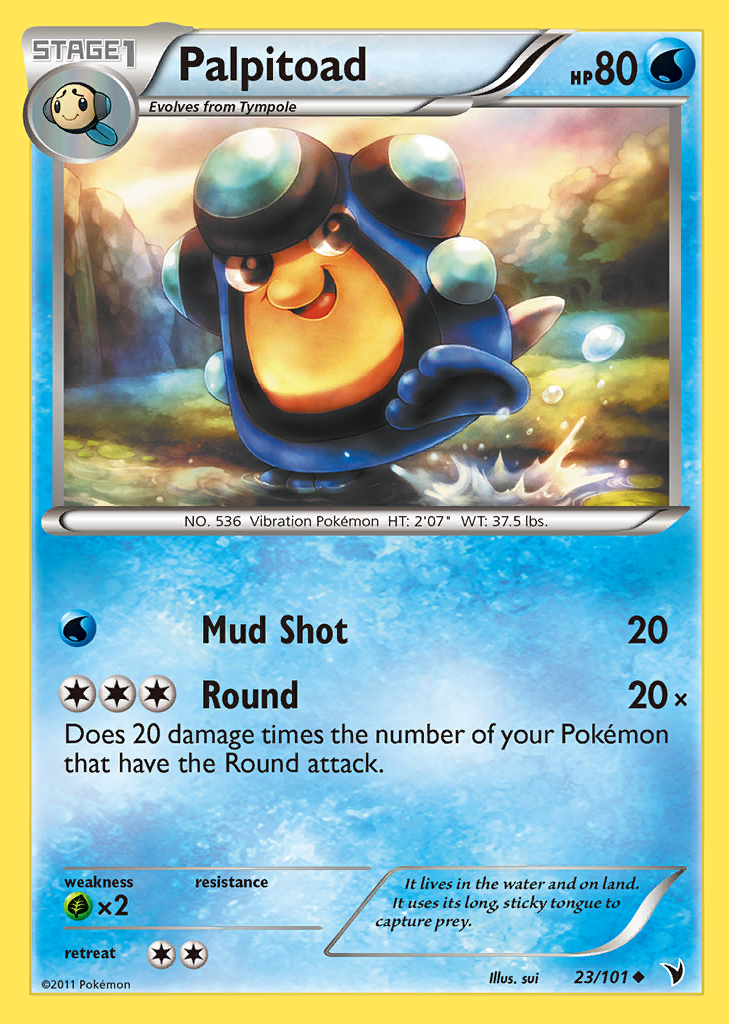 STAGE1
Palpitoad
HP80
Evolves from Tympole
NO. 536 Vibration Pokémon HT: 2'07" WT: 37.5 lbs.
Mud Shot 20
Round 20×
Does 20 damage times the number of your Pokémon
that have the Round attack.
weakness resistance
×2
It lives in the water and on land.
It uses its long, sticky tongue to
capture prey.
retreat
©2011 Pokémon
Illus. sui 23/101